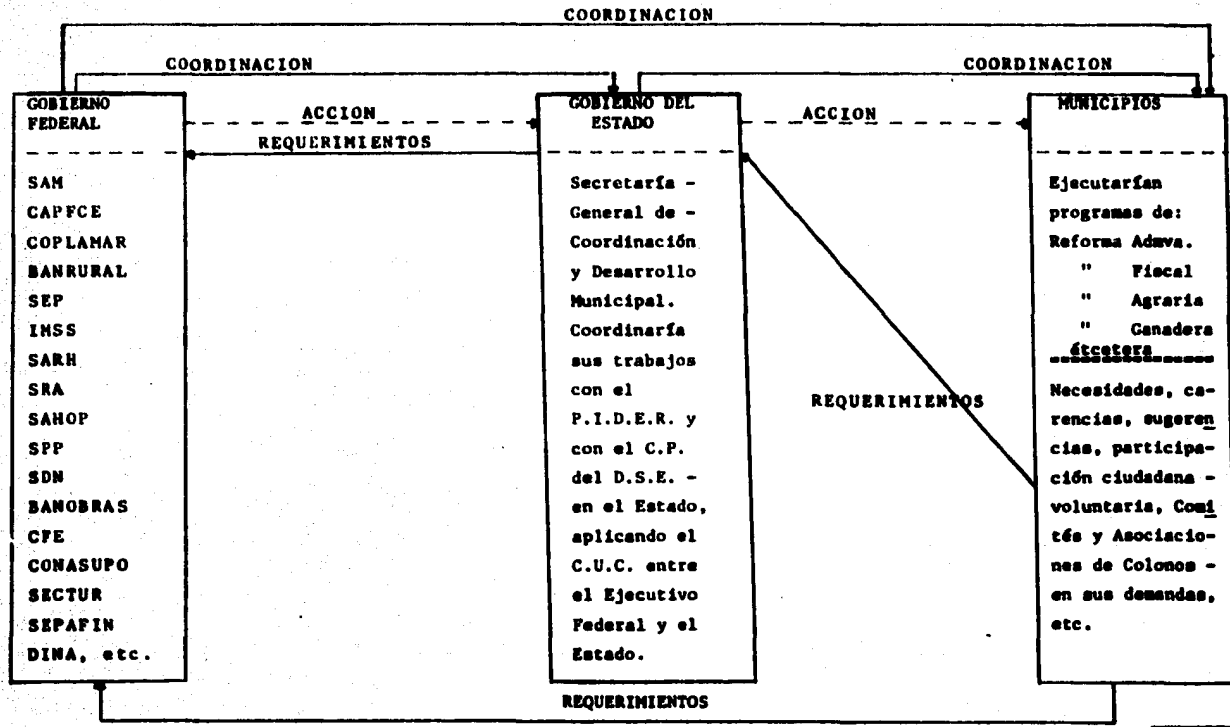 COORDINACION
COORDINACION
COORDINACION
GOBIERNO
FEDERAL
ACCION
REQUERIMIENTOS
SAM
CAPFCE
COPLAMAR
BANRURAL
SEP
IMSS
SARH
SRA
SAHOP
SPP
SDN
BANOBRAS
CFE
CONASUPO
SECTUR
SEPAFIN
DINA, etc.
GOBIERNO DEL
ESTADO
ACCION
Secretaría -
General de -
Coordinación
y Desarrollo
Municipal.
Coordinaría
sus trabajos
con el
P.I.D.E.R. y
con el C.P.
del D.S.E. -
en el Estado,
aplicando el
C.U.C. entre
el Ejecutivo
Federal y el
Estado.
REQUERIMIENTOS
MUNICIPIOS
Ejecutarían
programas de:
Reforma Admva.
" Fiscal
" Agraria
" Ganadera
étcetera
Necesidades, ca-
rencias, sugeren
cias, participa-
ción ciudadana -
voluntaria, Comi
tés y Asociacio-
nes de Colonos -
en sus demandas,
etc.
REQUERIMIENTOS